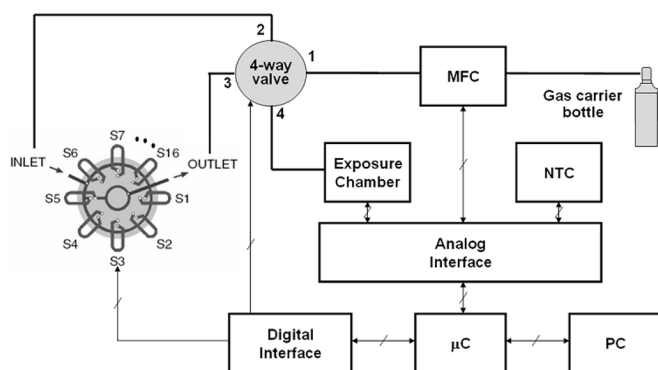 2
1
4-way
valve
3
4
MFC
Gas carrier
bottle
S7
S6
S16
INLET
OUTLET
S5
S1
S4
S2
S3
Exposure
Chamber
NTC
Analog
Interface
Digital
Interface
μC
PC